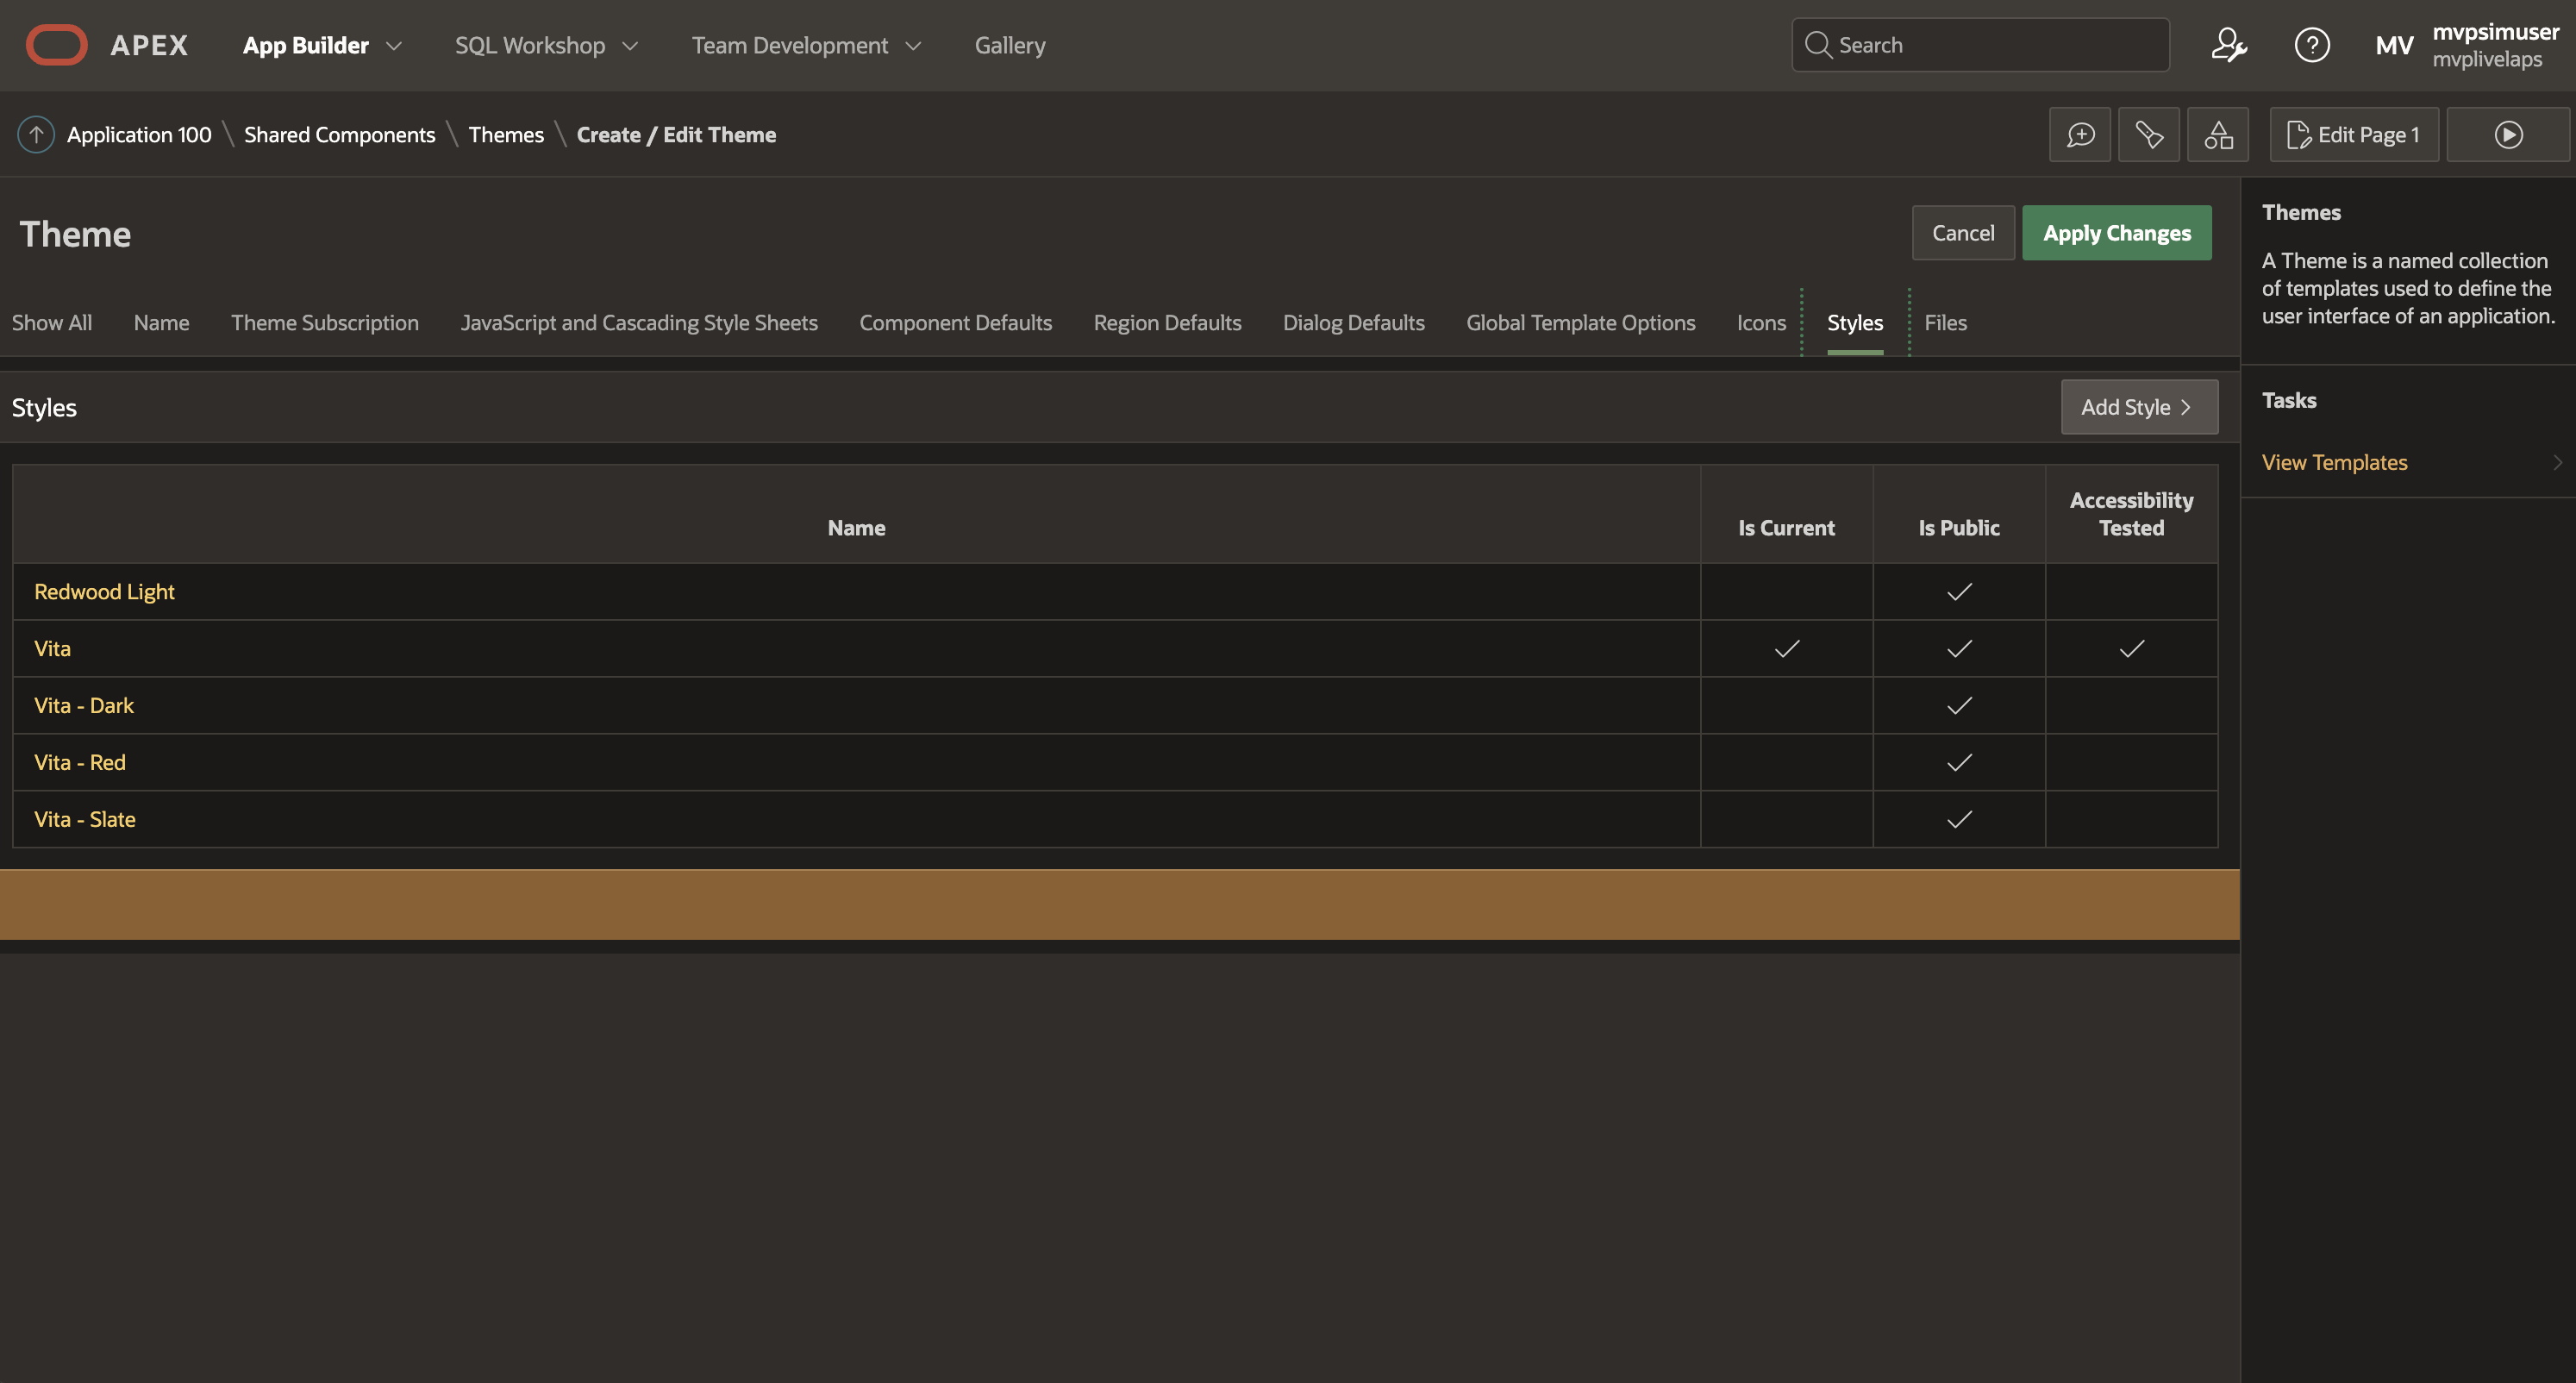 APEX
App Builder
SQL Workshop
Team Development
Gallery
Search
MV
mvpsimuser
mvplivelaps
Application 100 \ Shared Components \ Themes \ Create / Edit Theme
Edit Page 1
Theme
Cancel
Apply Changes
Show All
Name
Theme Subscription
JavaScript and Cascading Style Sheets
Component Defaults
Region Defaults
Dialog Defaults
Global Template Options
Icons
Styles
Files
Styles
Add Style
Name
Is Current
Is Public
Accessibility
Tested
Redwood Light
Vita
Vita - Dark
Vita - Red
Vita - Slate
Themes
A Theme is a named collection
of templates used to define the
user interface of an application.
Tasks
View Templates